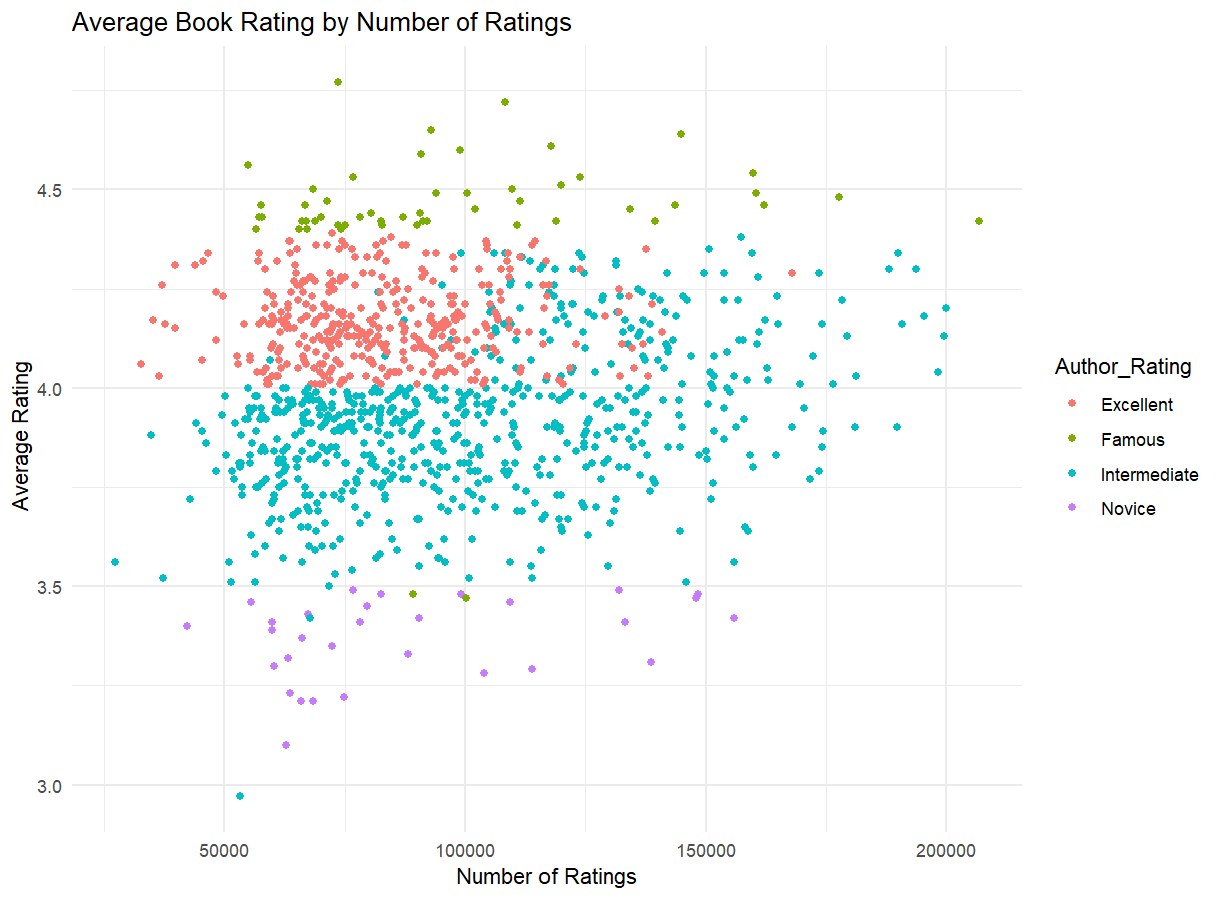 Average Book Rating by Number of Ratings
4.5
4.0
3.5
3.0
Average Rating
50000
100000
150000
200000
Number of Ratings
Author_Rating
Excellent
Famous
Intermediate
Novice